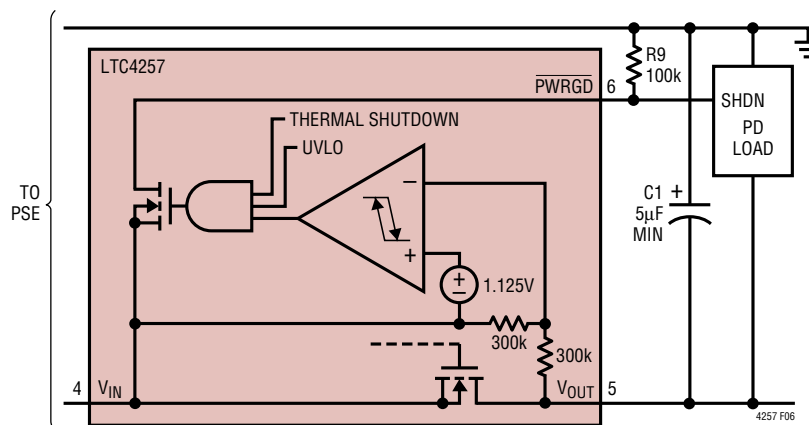 LTC4257
R9
100k
PWRGD 6
SHDN
PD
LOAD
THERMAL SHUTDOWN
UVLO
TO
PSE
−
+
C1 +
5µF
MIN
+
−
1.125V
300k
300k
4 VIN
VOUT 5
4257 F06